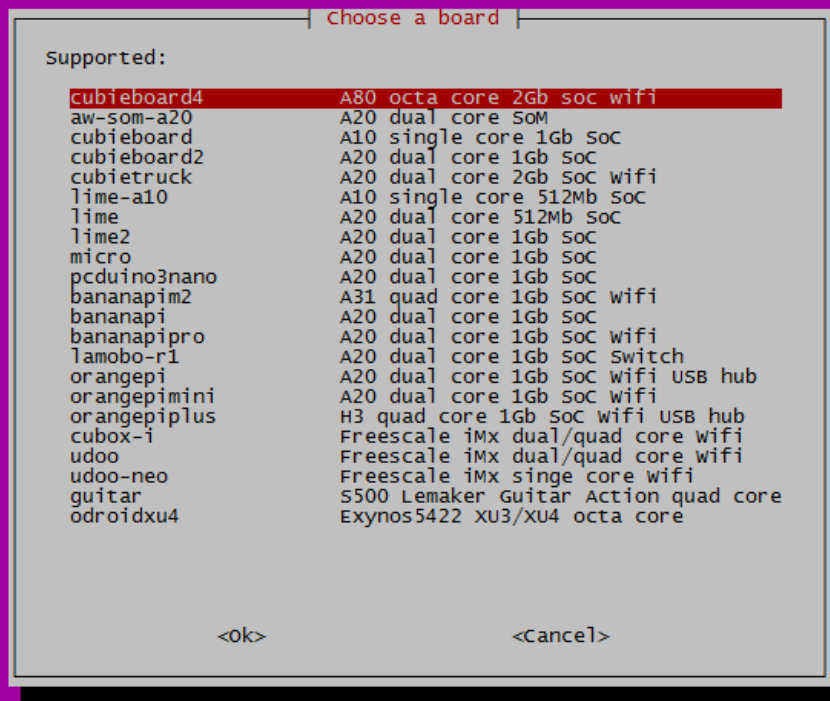 Choose a board
Supported:
cubieboard4 A80 octa core 2Gb soc wifi
aw-som-a20 A20 dual core SoM
cubieboard A10 single core 1Gb SoC
cubieboard2 A20 dual core 1Gb SoC
cubietruck A20 dual core 2Gb SoC Wifi
lime-a10 A10 single core 512Mb SoC
lime A20 dual core 512Mb SoC
lime2 A20 dual core 1Gb SoC
micro A20 dual core 1Gb SoC
pcduino3nano A20 dual core 1Gb SoC
bananapim2 A31 quad core 1Gb SoC Wifi
bananapi A20 dual core 1Gb SoC
bananapipro A20 dual core 1Gb SoC Wifi
lamobo-r1 A20 dual core 1Gb SoC Switch
orangepi A20 dual core 1Gb SoC Wifi USB hub
orangepimini A20 dual core 1Gb SoC Wifi
orangepiplus H3 quad core 1Gb SoC Wifi USB hub
cubox-i Freescale iMx dual/quad core Wifi
udoo Freescale iMx dual/quad core Wifi
udoo-neo Freescale iMx singe core Wifi
guitar S500 Lemaker Guitar Action quad core
odroidxu4 Exynos5422 XU3/XU4 octa core
<Ok> <Cancel>